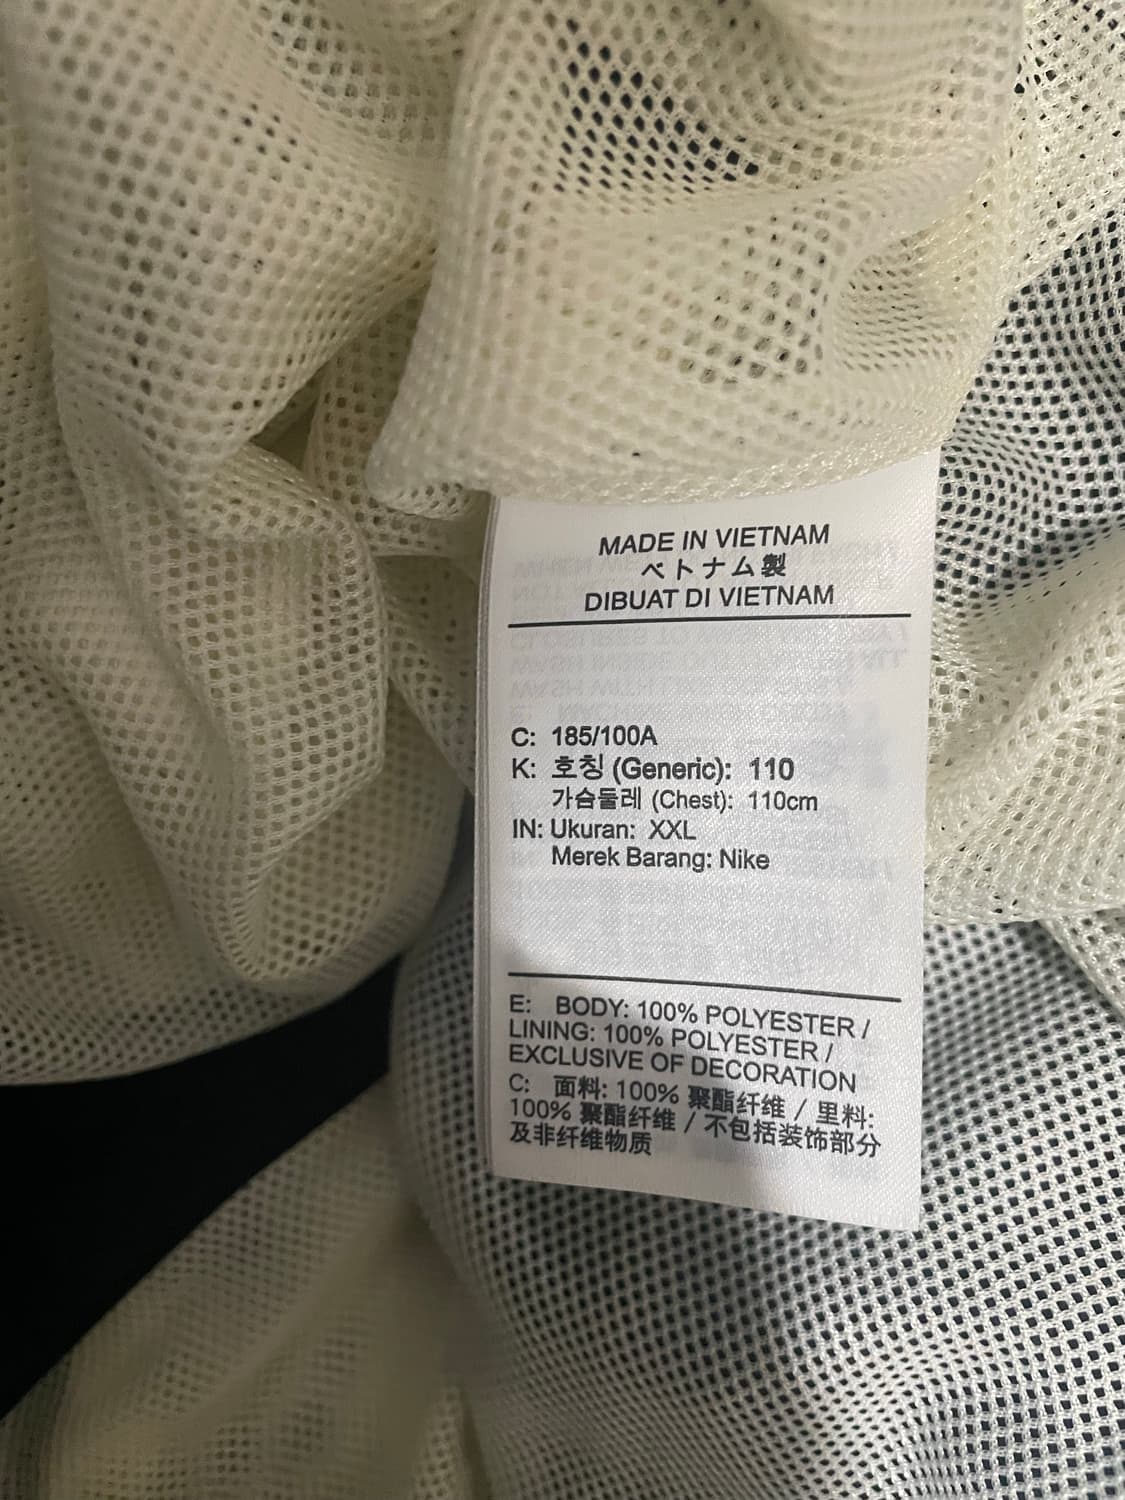 MADE IN VIETNAM
ベトナム製
DIBUAT DI VIETNAM
C: 185/100A
K: 호칭 (Generic): 110
가슴둘레 (Chest): 110cm
IN: Ukuran: XXL
Merek Barang: Nike
E: BODY: 100% POLYESTER /
LINING: 100% POLYESTER /
EXCLUSIVE OF DECORATION
C: 面料: 100% 聚酯纤维 / 里料:
100% 聚酯纤维 / 不包括装饰部分
及非纤维物质